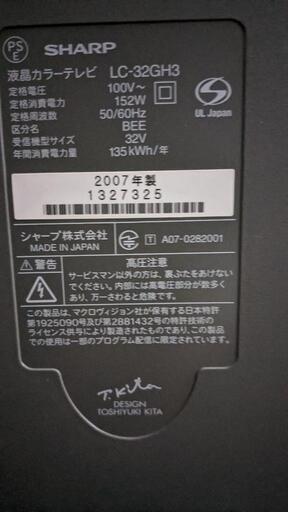 PS
E
SHARP
液晶カラーテレビ LC-32GH3
定格電圧 100V～
定格消費電力 152W
定格周波数 50/60Hz
区分名 BEE
受信機型サイズ 32V
年間消費電力量 135kWh/年
S
UL Japan
2007年製
1327325
シャープ株式会社
MADE IN JAPAN
T A07-0282001
警告 高圧注意
サービスマン以外の方は、裏ぶたをあけない
でください。内部には高電圧部分が数多く
あり、万一さわると危険です。
この製品は、マクロヴィジョン社が保有する日本特許
第1925090号及び第2881432号の特許技術の
ライセンス供与により製造されたものであり、この製品
での使用は一部のプログラム配信に限定されています。
T. Kita
DESIGN
TOSHIYUKI KITA